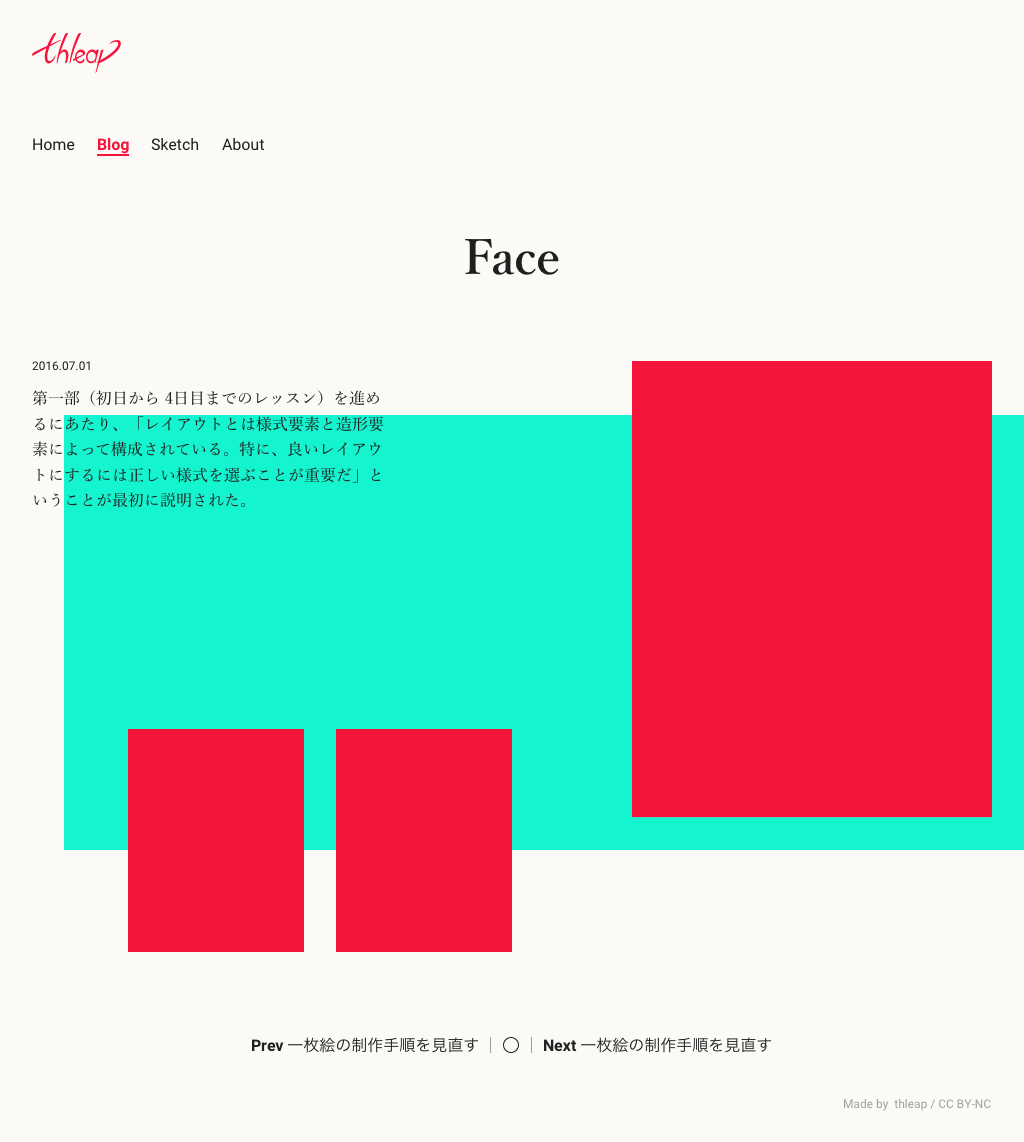 thleap
Home Blog Sketch About
Face
2016.07.01
第一部（初日から 4日目までのレッスン）を進め
るにあたり、「レイアウトとは様式要素と造形要
素によって構成されている。特に、良いレイアウ
トにするには正しい様式を選ぶことが重要だ」と
いうことが最初に説明された。
Prev 一枚絵の制作手順を見直す | ◯ | Next 一枚絵の制作手順を見直す
Made by thleap / CC BY-NC